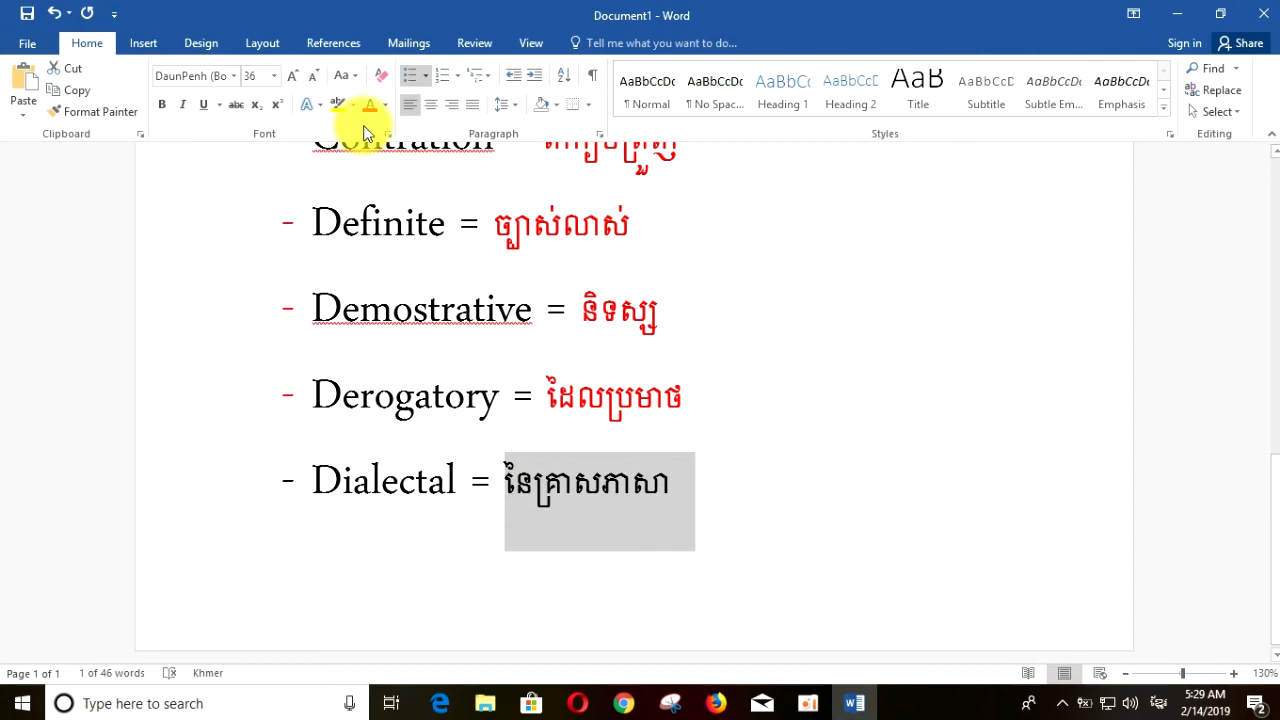 Document1 - Word
File Home Insert Design Layout References Mailings Review View Tell me what you want to do... Sign in Share
Cut
Copy
Format Painter
Paste
DaunPenh (Bo 36
Find
Replace
Select
AaBbCcDc AaBbCcDc AaBbCc AaBbCcDc AaB AaBbCcDc AaBbCcDc
¶ Normal ¶ No Spac... Heading 1 Heading 2 Title Subtitle Subtle Em...
Clipboard Font Paragraph Styles Editing
- Definite = ច្បាស់លាស់
- Demostrative = និទស្ស
- Derogatory = ដែលប្រមាថ
- Dialectal = នៃគ្រាសភាសា
Page 1 of 1 1 of 46 words Khmer 130%
Type here to search
5:29 AM
2/14/2019